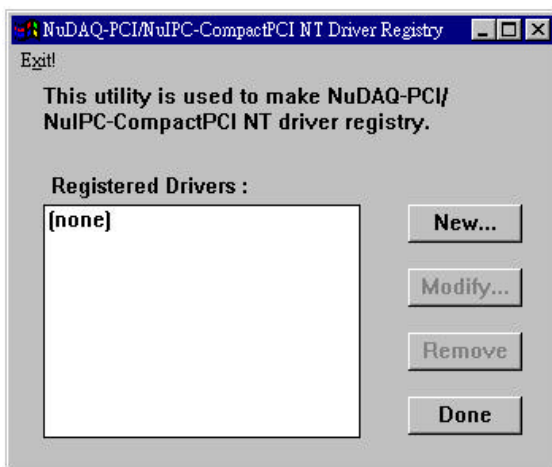 NuDAQ-PCI/NuIPC-CompactPCI NT Driver Registry
Exit!
This utility is used to make NuDAQ-PCI/
NuIPC-CompactPCI NT driver registry.
Registered Drivers :
(none)
New...
Modify...
Remove
Done